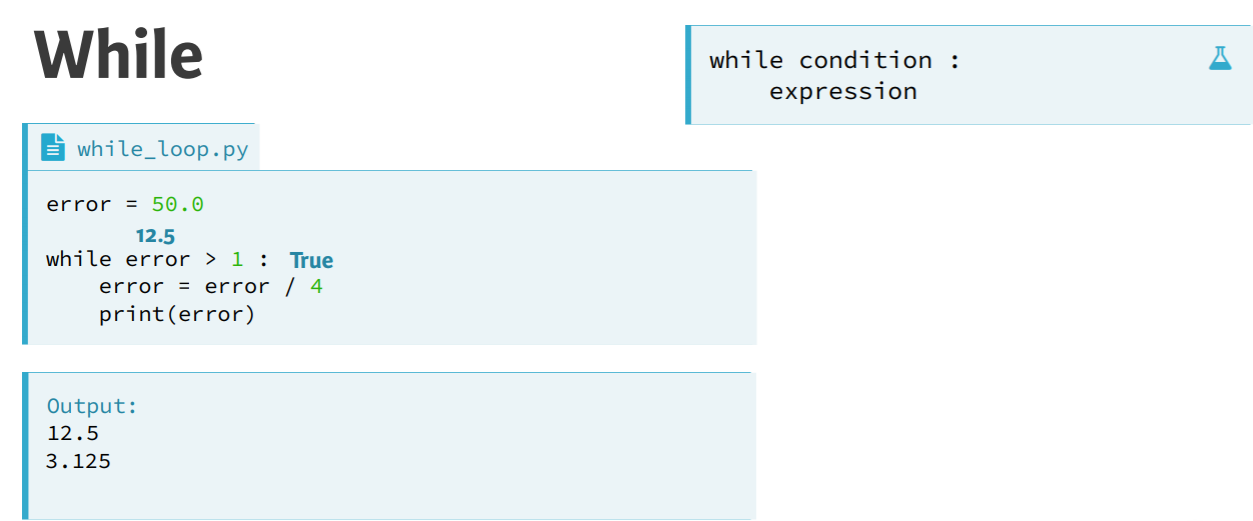 While
while condition :
    expression
while_loop.py
error = 50.0
12.5
while error > 1 : True
    error = error / 4
    print(error)
Output:
12.5
3.125